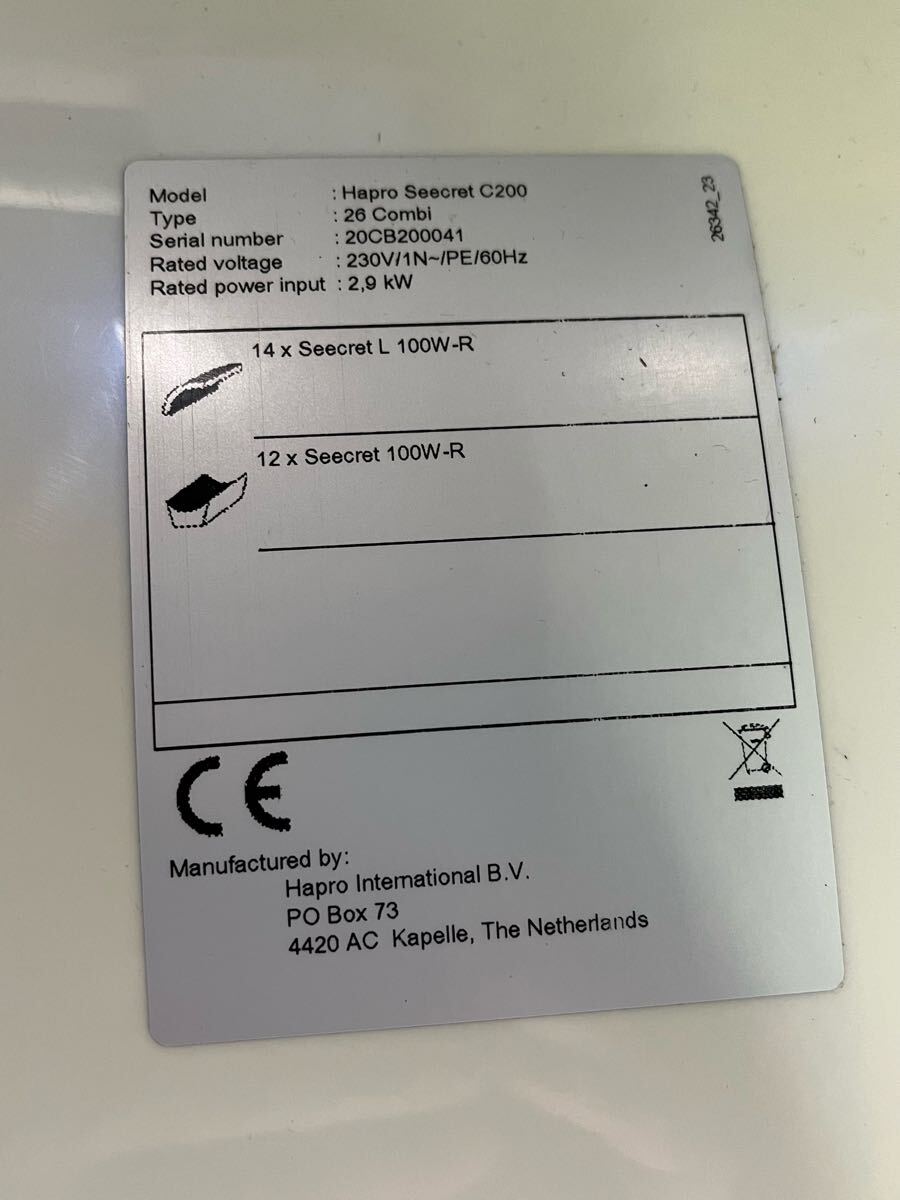 Model : Hapro Seecret C200
Type : 26 Combi
Serial number : 20CB200041
Rated voltage : 230V/1N~/PE/60Hz
Rated power input : 2,9 kW
26342_23
14 x Seecret L 100W-R
12 x Seecret 100W-R
CE
Manufactured by:
Hapro International B.V.
PO Box 73
4420 AC Kapelle, The Netherlands